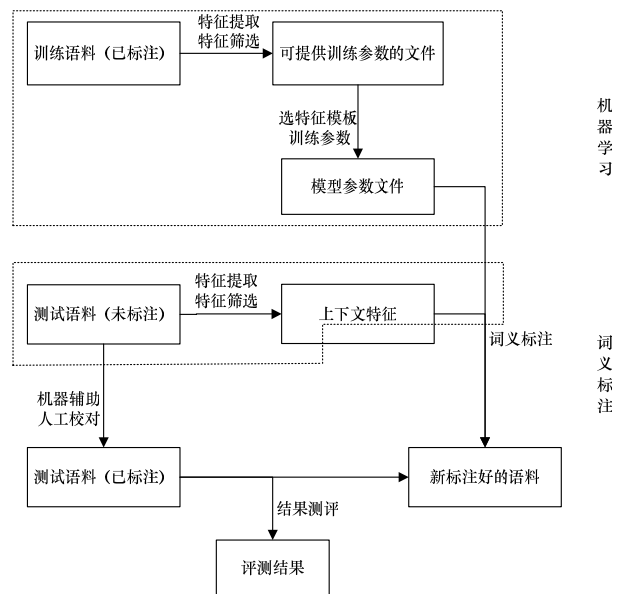 特征提取
特征筛选
训练语料（已标注）
可提供训练参数的文件
选特征模板
训练参数
模型参数文件
机
器
学
习
特征提取
特征筛选
测试语料（未标注）
上下文特征
词义标注
词
义
标
注
机器辅助
人工校对
测试语料（已标注）
新标注好的语料
结果测评
评测结果